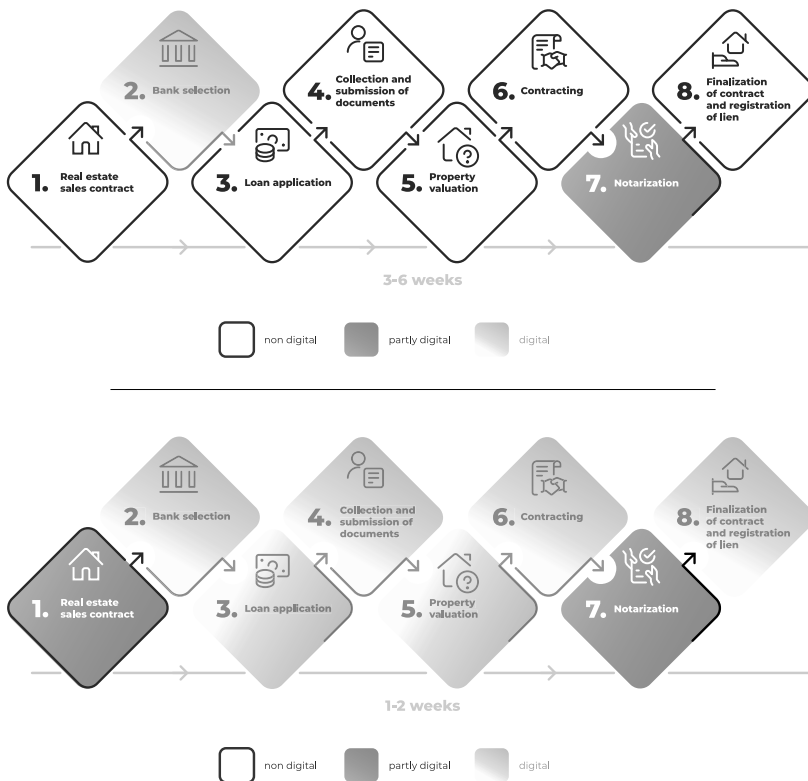 2. Bank selection
4. Collection and
submission of
documents
6. Contracting
8. Finalization
of contract
and registration
of lien
1. Real estate
sales contract
3. Loan application
5. Property
valuation
7. Notarization
3-6 weeks
non digital
partly digital
digital
2. Bank selection
4. Collection and
submission of
documents
6. Contracting
8. Finalization
of contract
and registration
of lien
1. Real estate
sales contract
3. Loan application
5. Property
valuation
7. Notarization
1-2 weeks
non digital
partly digital
digital